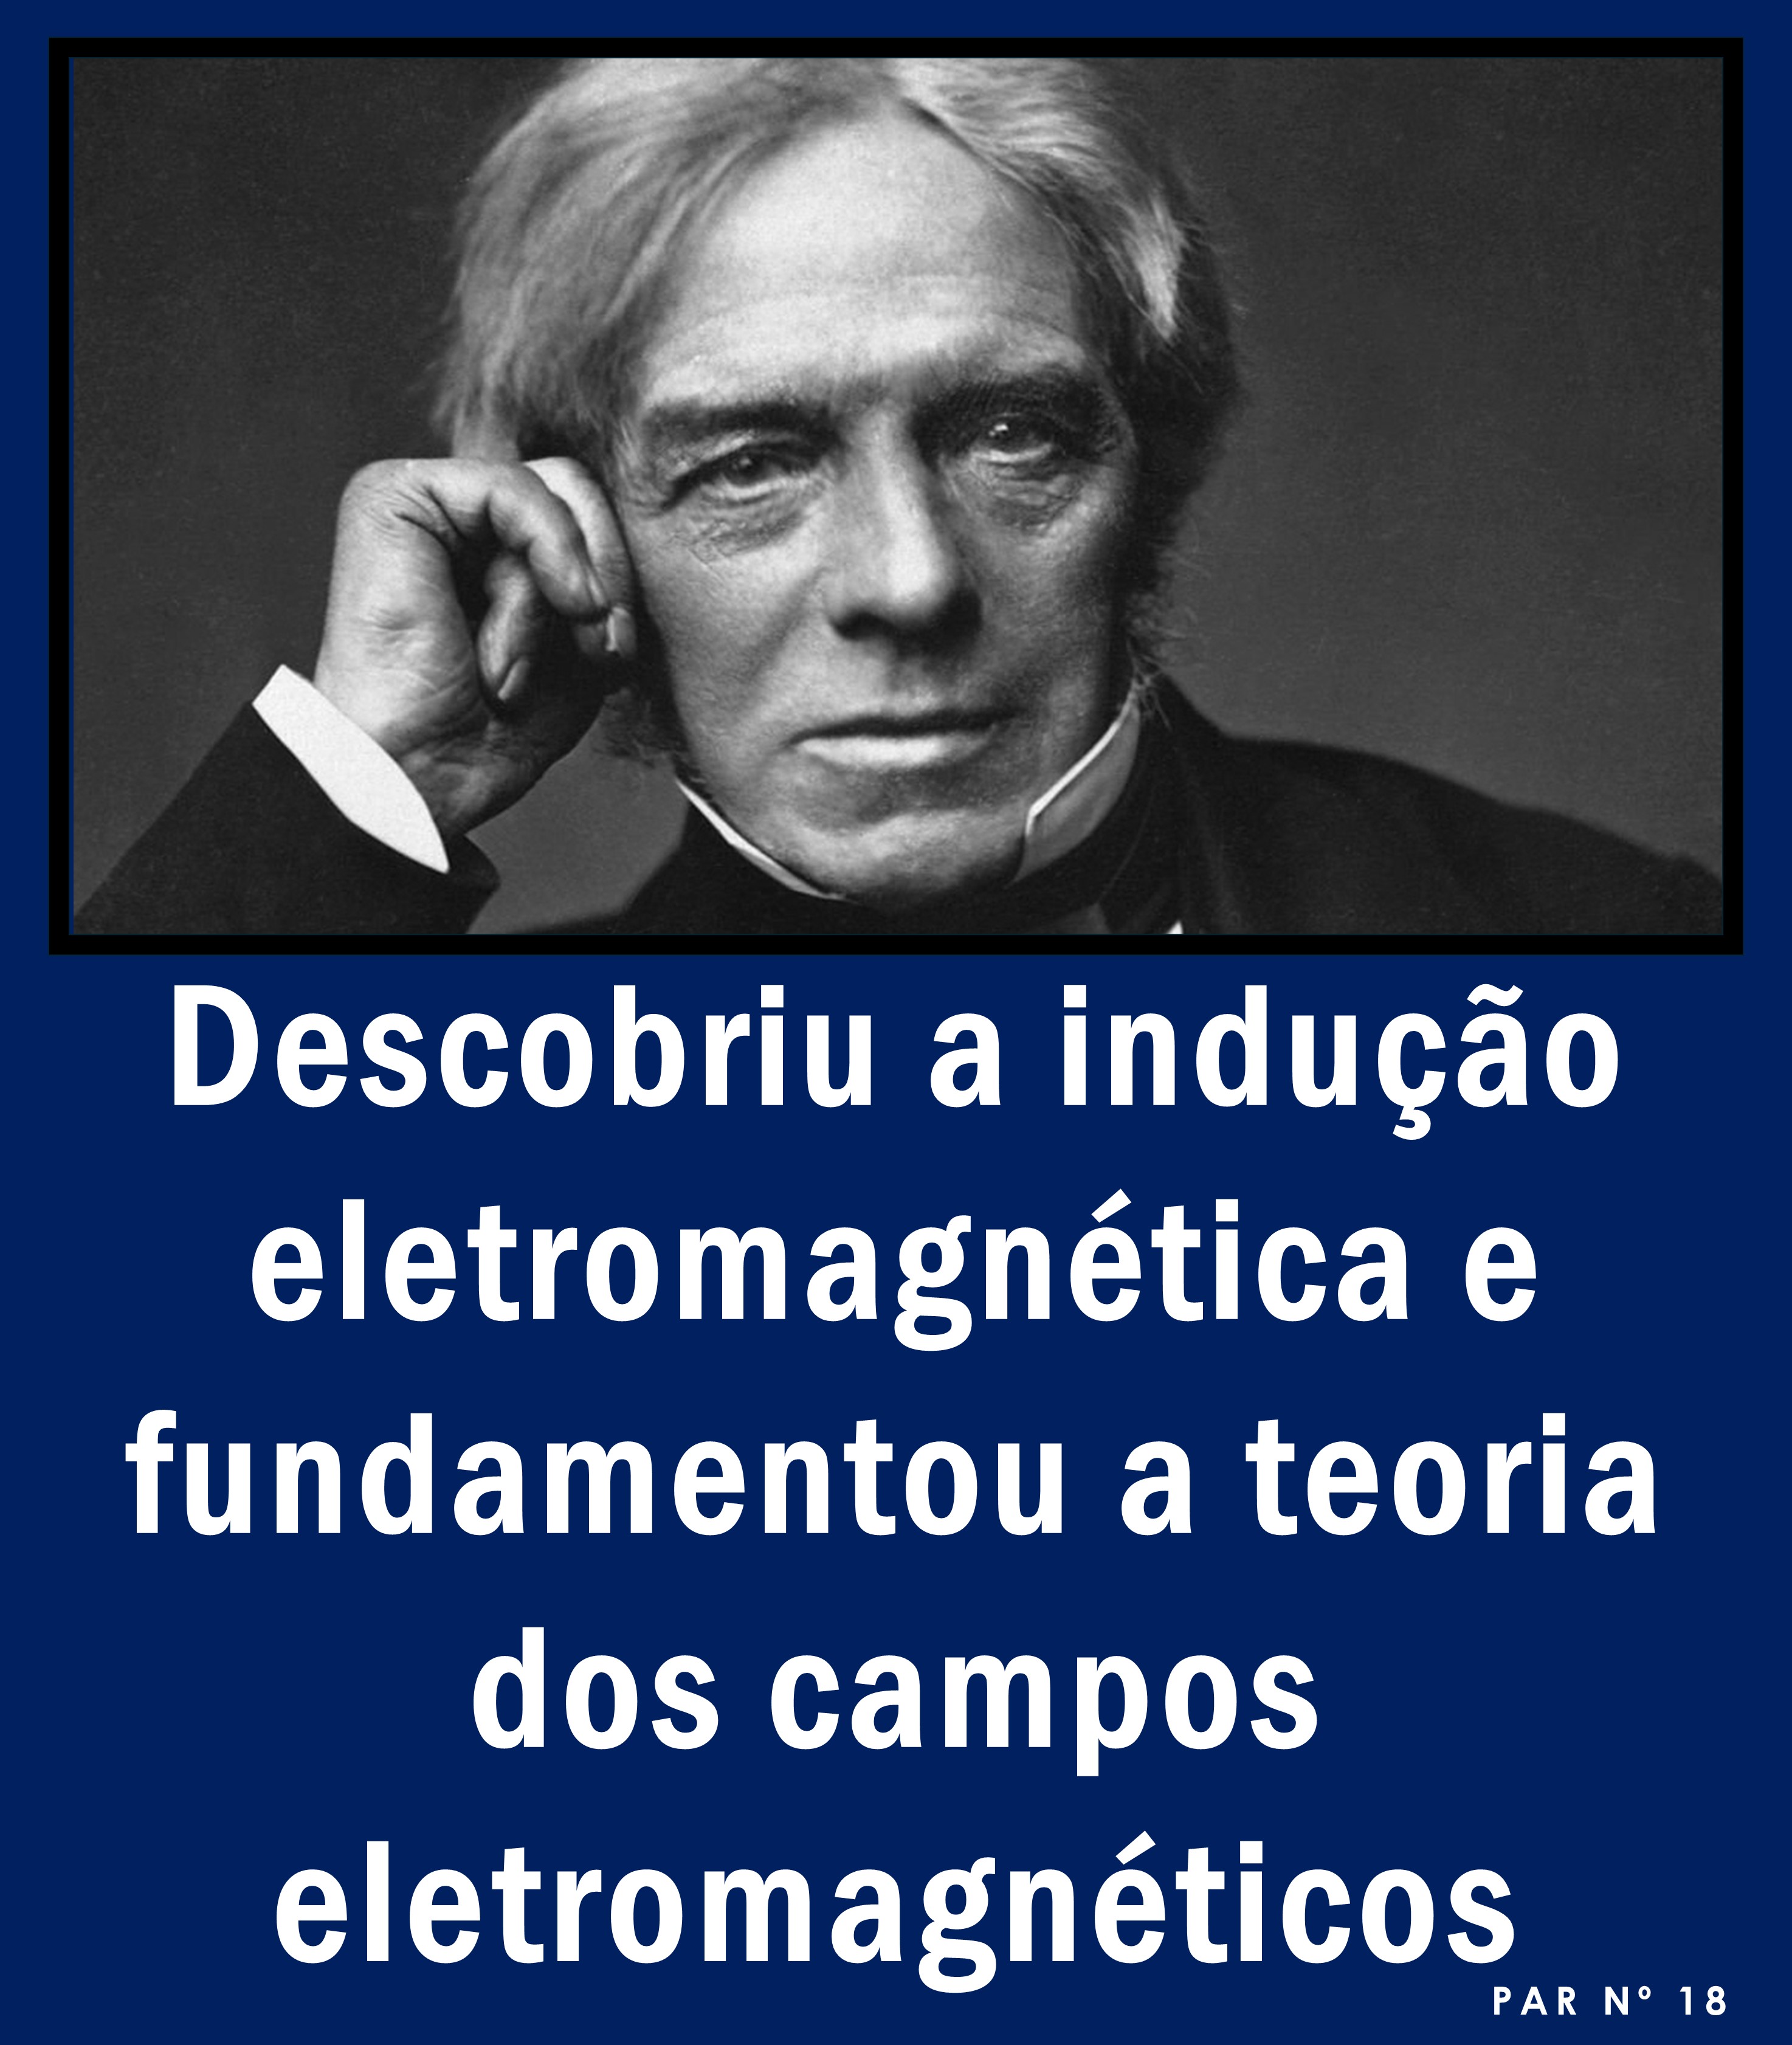 Descobriu a indução
eletromagnética e
fundamentou a teoria
dos campos
eletromagnéticos
PAR Nº 18